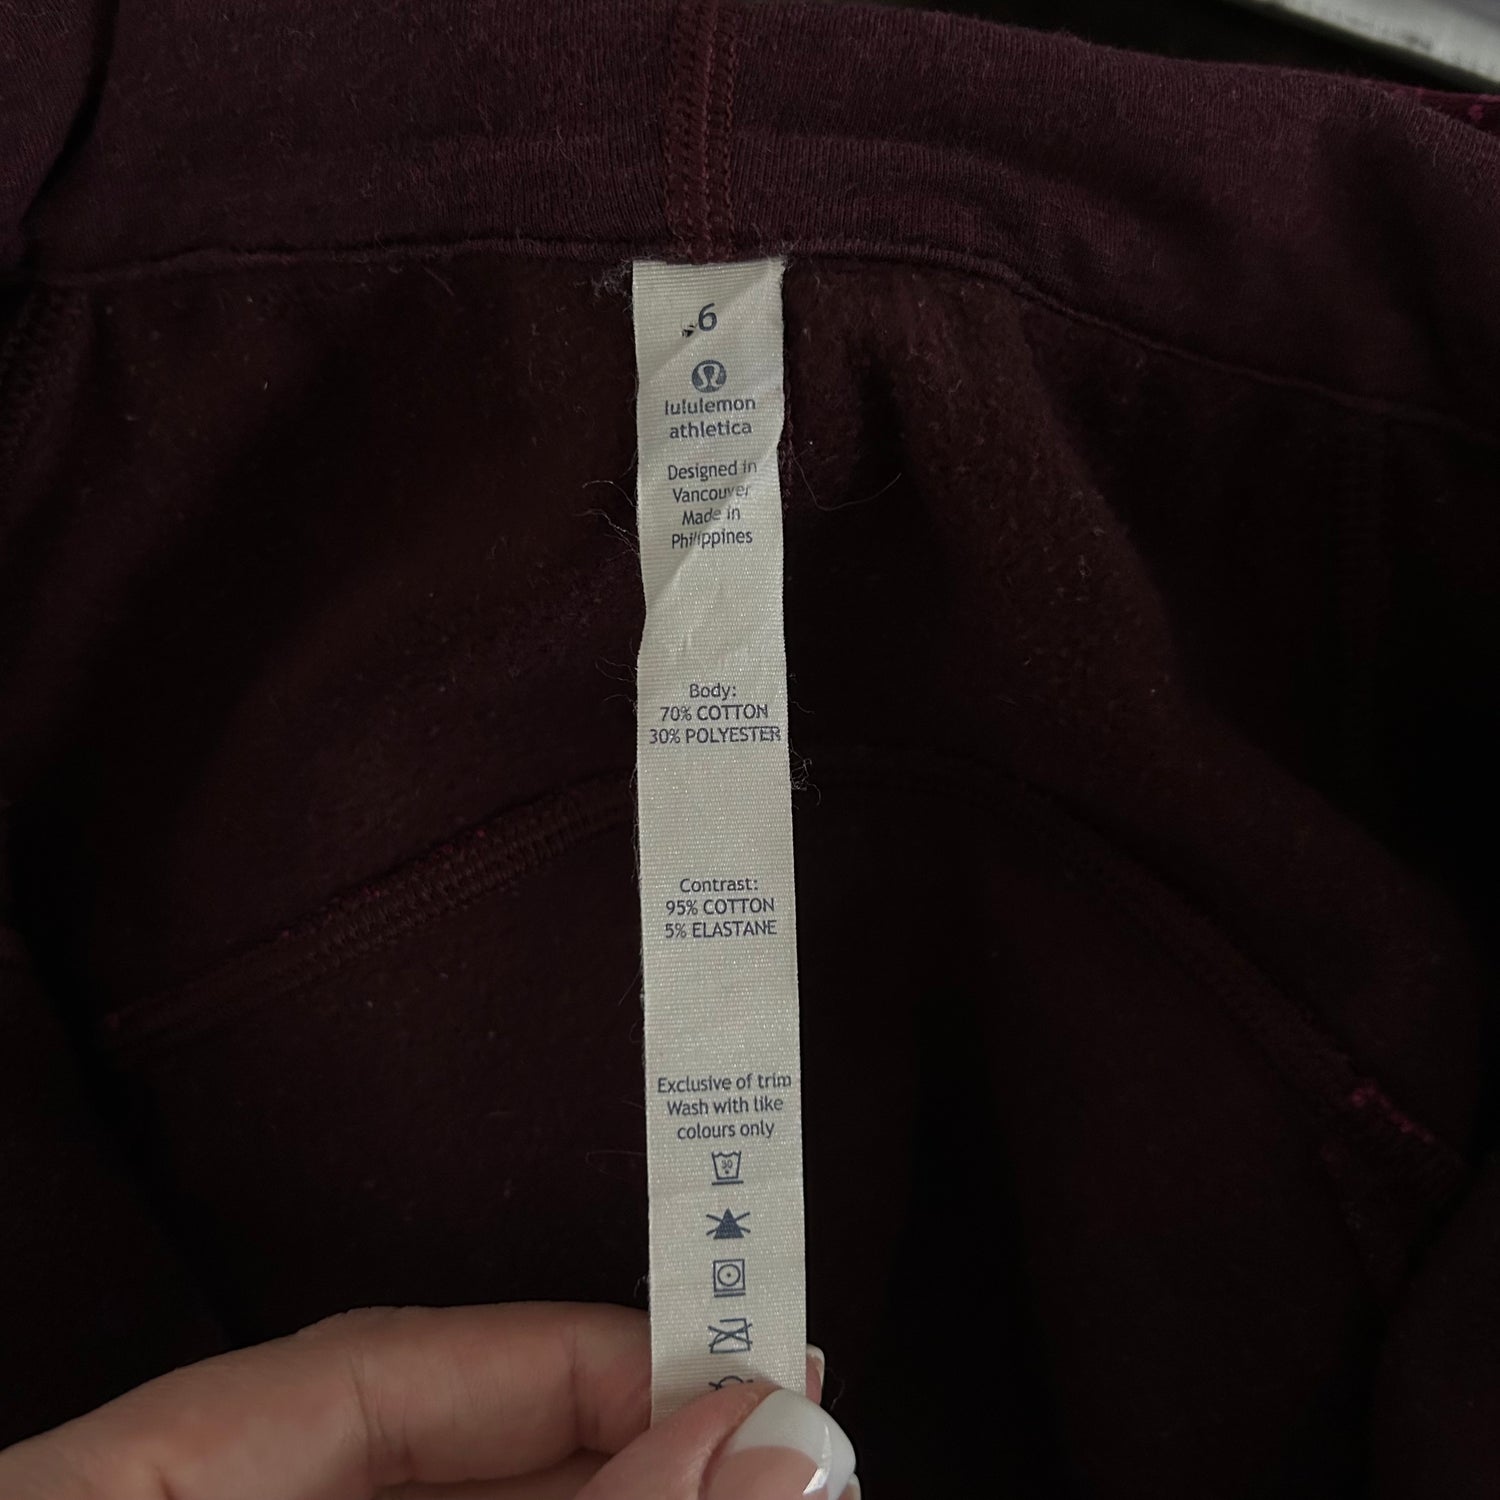 6
lululemon
athletica
Designed in
Vancouver
Made in
Philippines
Body:
70% COTTON
30% POLYESTER
Contrast:
95% COTTON
5% ELASTANE
Exclusive of trim
Wash with like
colours only
30